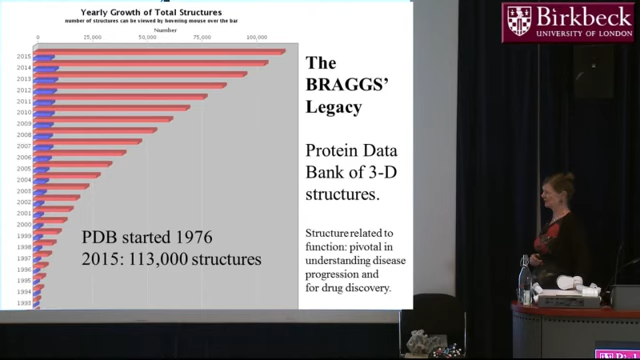 Yearly Growth of Total Structures
number of structures can be viewed by hovering mouse over the bar
Number
0 25,000 50,000 75,000 100,000
2015
2014
2013
2012
2011
2010
2009
2008
2007
2006
2005
2004
2003
2002
2001
2000
1999
1998
1997
1996
1995
1994
1993
PDB started 1976
2015: 113,000 structures
The
BRAGGS’
Legacy
Protein Data
Bank of 3-D
structures.
Structure related to
function: pivotal in
understanding disease
progression and
for drug discovery.
Birkbeck
UNIVERSITY OF LONDON